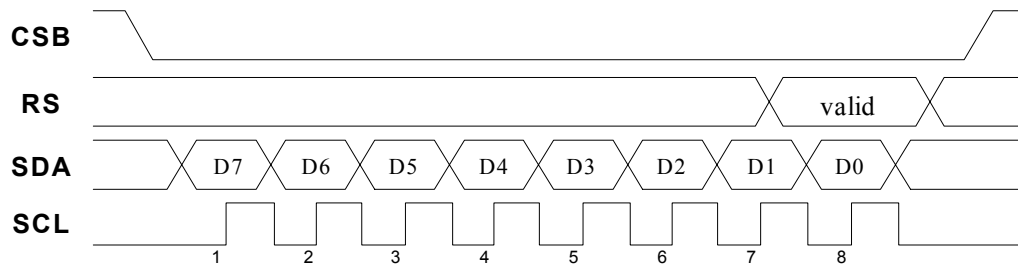 CSB
RS valid
SDA D7 D6 D5 D4 D3 D2 D1 D0
SCL
1 2 3 4 5 6 7 8